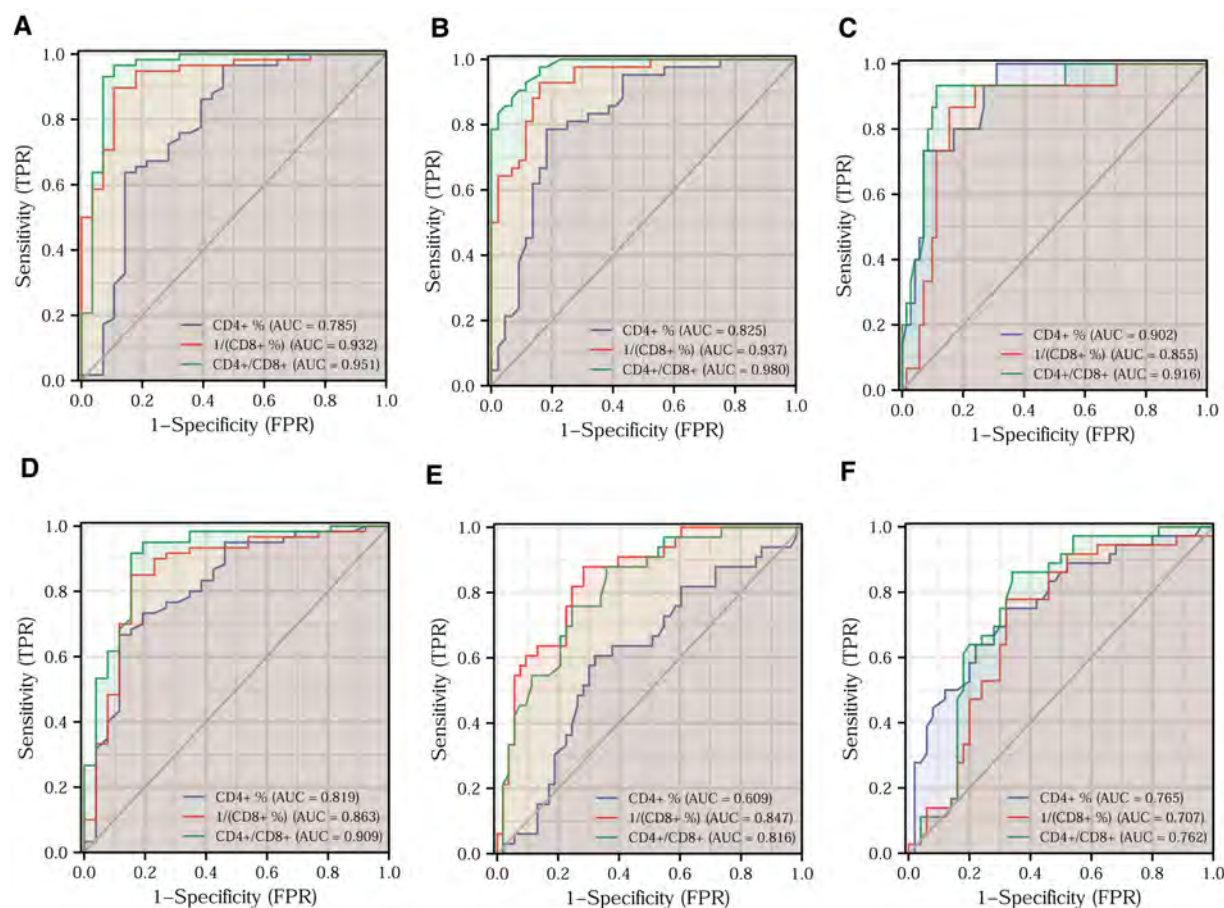 A
Sensitivity (TPR)
1.0
0.8
0.6
0.4
0.2
0.0
CD4+ % (AUC = 0.785)
1/(CD8+ %) (AUC = 0.932)
CD4+/CD8+ (AUC = 0.951)
0.0 0.2 0.4 0.6 0.8 1.0
1−Specificity (FPR)
B
Sensitivity (TPR)
1.0
0.8
0.6
0.4
0.2
0.0
CD4+ % (AUC = 0.825)
1/(CD8+ %) (AUC = 0.937)
CD4+/CD8+ (AUC = 0.980)
0.0 0.2 0.4 0.6 0.8 1.0
1−Specificity (FPR)
C
Sensitivity (TPR)
1.0
0.8
0.6
0.4
0.2
0.0
CD4+ % (AUC = 0.902)
1/(CD8+ %) (AUC = 0.855)
CD4+/CD8+ (AUC = 0.916)
0.0 0.2 0.4 0.6 0.8 1.0
1−Specificity (FPR)
D
Sensitivity (TPR)
1.0
0.8
0.6
0.4
0.2
0.0
CD4+ % (AUC = 0.819)
1/(CD8+ %) (AUC = 0.863)
CD4+/CD8+ (AUC = 0.909)
0.0 0.2 0.4 0.6 0.8 1.0
1−Specificity (FPR)
E
Sensitivity (TPR)
1.0
0.8
0.6
0.4
0.2
0.0
CD4+ % (AUC = 0.609)
1/(CD8+ %) (AUC = 0.847)
CD4+/CD8+ (AUC = 0.816)
0.0 0.2 0.4 0.6 0.8 1.0
1−Specificity (FPR)
F
Sensitivity (TPR)
1.0
0.8
0.6
0.4
0.2
0.0
CD4+ % (AUC = 0.765)
1/(CD8+ %) (AUC = 0.707)
CD4+/CD8+ (AUC = 0.762)
0.0 0.2 0.4 0.6 0.8 1.0
1−Specificity (FPR)